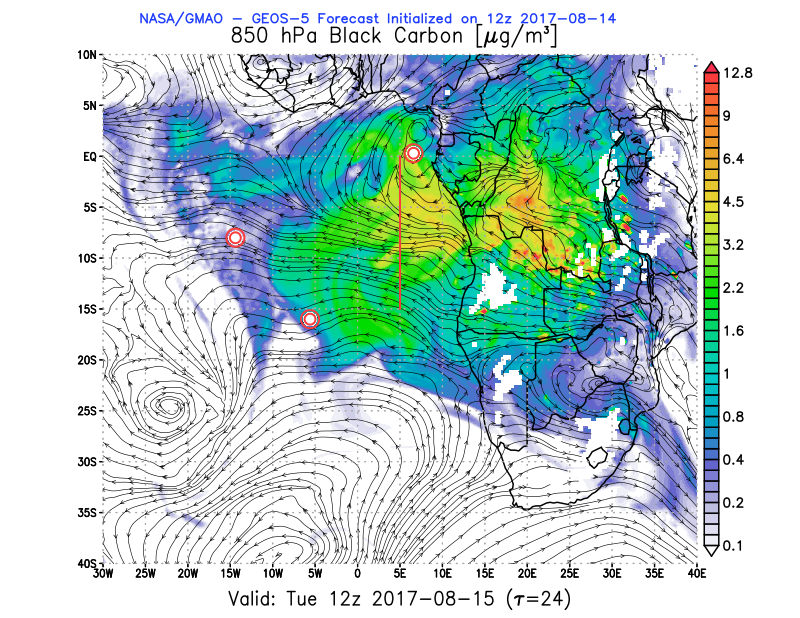 NASA/GMAO – GEOS–5 Forecast Initialized on 12z 2017–08–14
850 hPa Black Carbon [μg/m³]
10N
5N
EQ
5S
10S
15S
20S
25S
30S
35S
40S
30W 25W 20W 15W 10W 5W 0 5E 10E 15E 20E 25E 30E 35E 40E
12.8
9
6.4
4.5
3.2
2.2
1.6
1
0.8
0.4
0.2
0.1
Valid: Tue 12z 2017–08–15 (τ=24)